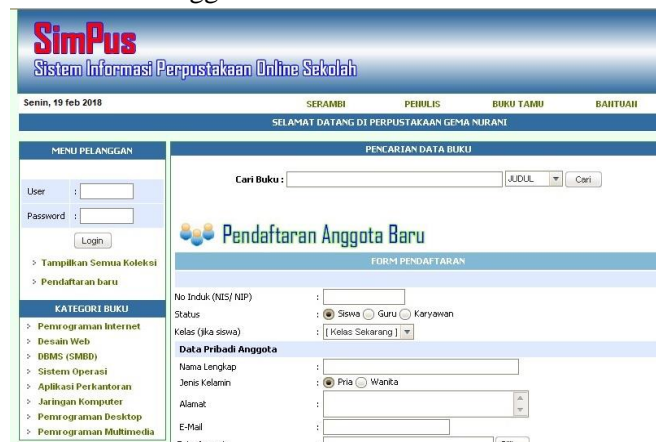 SimPus
Sistem Informasi Perpustakaan Online Sekolah
Senin, 19 feb 2018
SERAMBI PENULIS BUKU TAMU BANTUAN
SELAMAT DATANG DI PERPUSTAKAAN GEMA NURANI
MENU PELANGGAN
User :
Password :
Login
> Tampilkan Semua Koleksi
> Pendaftaran baru
KATEGORI BUKU
> Pemrograman Internet
> Desain Web
> DBMS (SMBD)
> Sistem Operasi
> Aplikasi Perkantoran
> Jaringan Komputer
> Pemrograman Desktop
> Pemrograman Multimedia
PENCARIAN DATA BUKU
Cari Buku : JUDUL Cari
Pendaftaran Anggota Baru
FORM PENDAFTARAN
No Induk (NIS/ NIP) :
Status : Siswa Guru Karyawan
Kelas (jika siswa) : [ Kelas Sekarang ]
Data Pribadi Anggota
Nama Lengkap :
Jenis Kelamin : Pria Wanita
Alamat :
E-Mail :